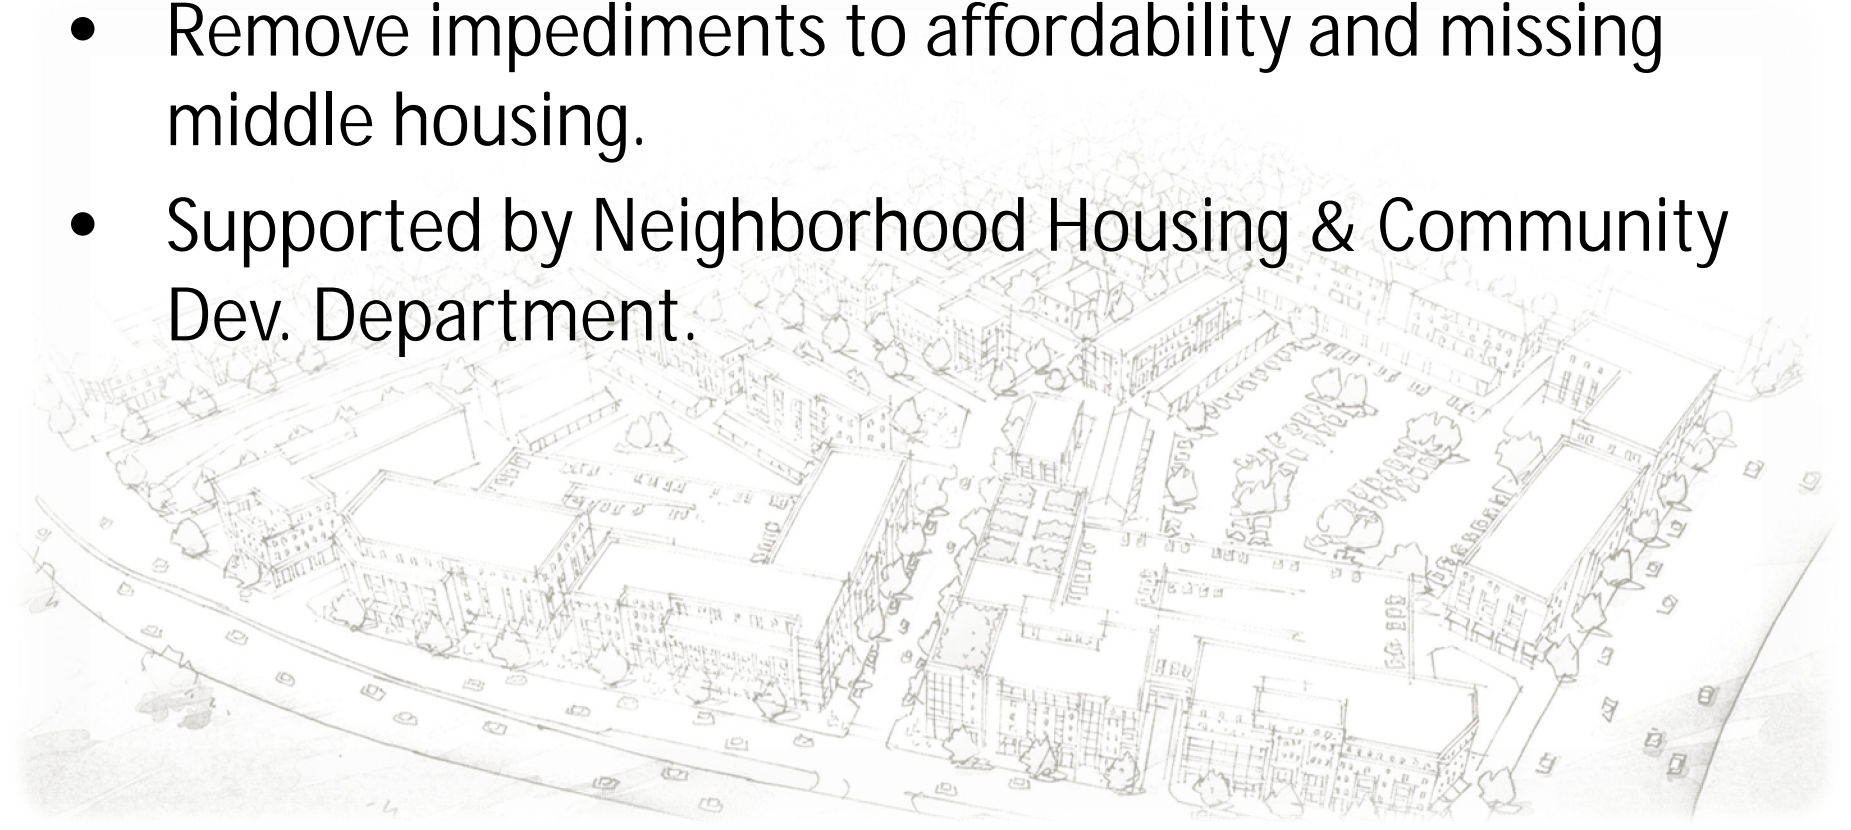 • Remove impediments to affordability and missing
middle housing.
• Supported by Neighborhood Housing & Community
Dev. Department.